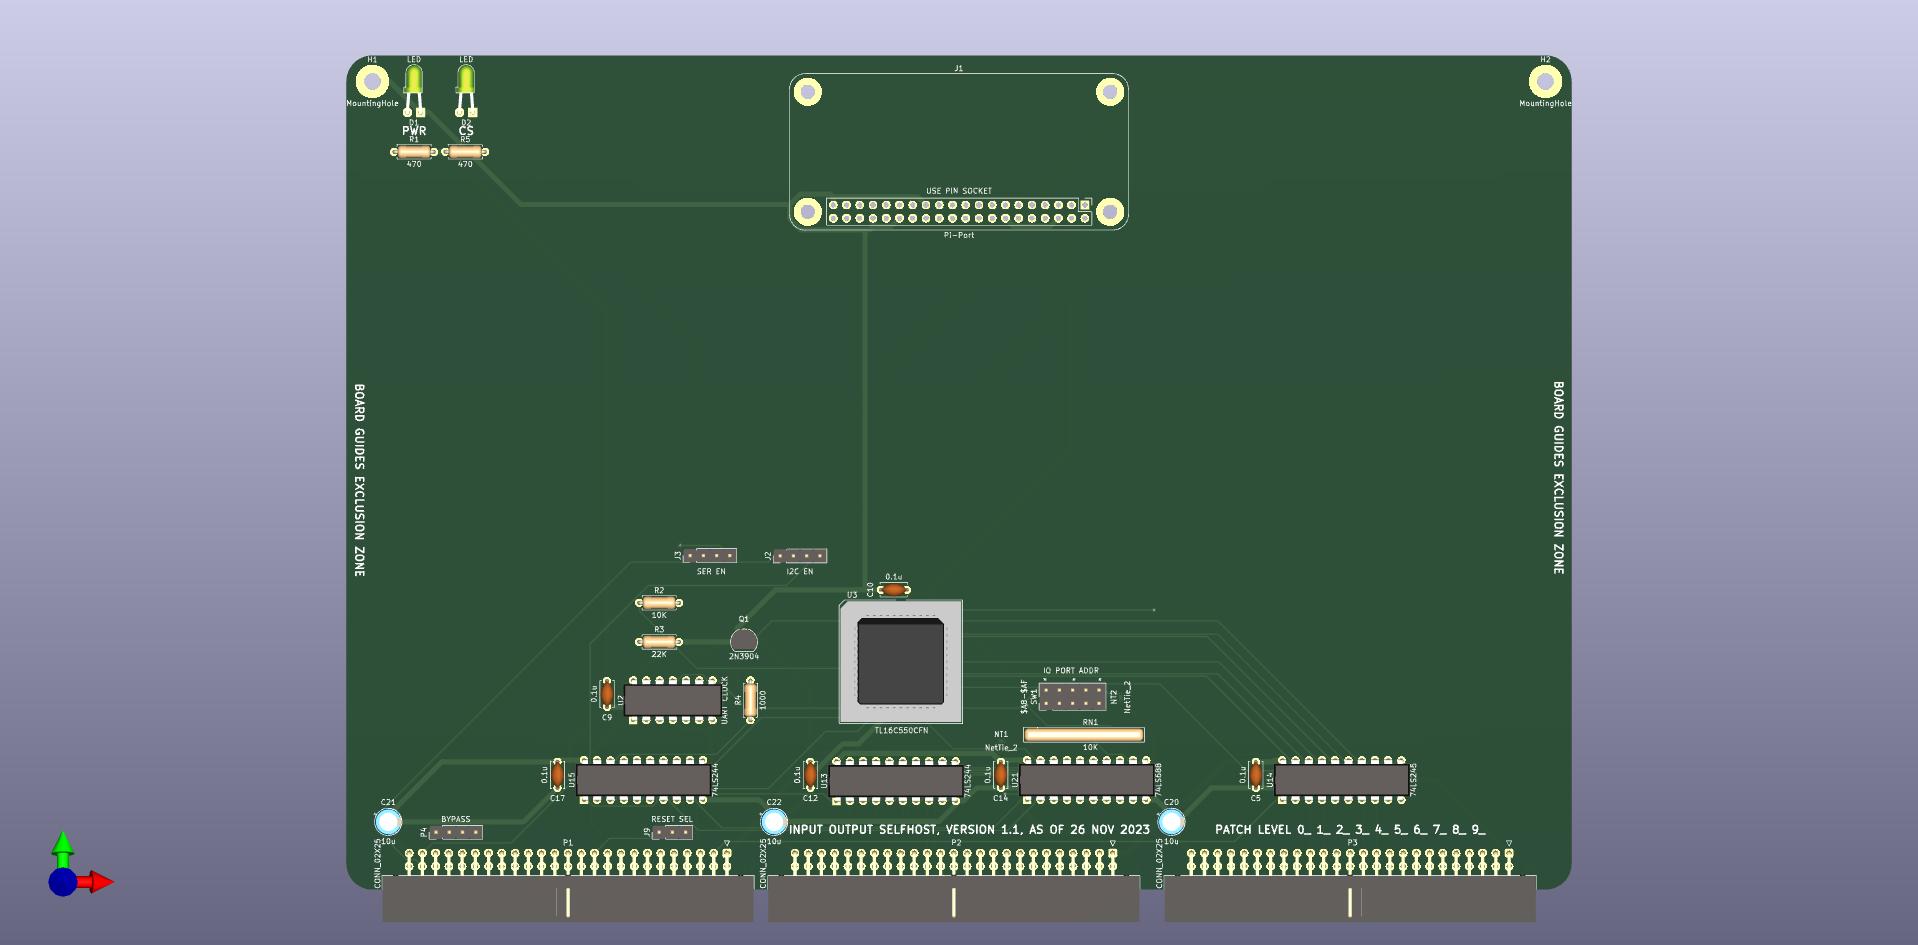 H1
LED
LED
H2
J1
MountingHole
MountingHole
D1
D2
PWR
CS
R1
R5
470
470
USE PIN SOCKET
Pi-Port
BOARD GUIDES EXCLUSION ZONE
BOARD GUIDES EXCLUSION ZONE
J3
J2
SER EN
I2C EN
0.1u
C10
U3
R2
10K
Q1
R3
22K
2N3904
IO PORT ADDR
0.1u
C9
U2
UART CLOCK
R4
1000
$A8-$AF
SW1
NT2
NetTie_2
TL16C550CFN
NT1
RN1
NetTie_2
10K
0.1u
C17
U15
74LS244
0.1u
C12
U13
74LS244
0.1u
C14
U21
74LS688
0.1u
C5
U14
74LS245
C21
10u
C22
10u
C20
10u
P4
BYPASS
J9
RESET SEL
INPUT OUTPUT SELFHOST, VERSION 1.1, AS OF 26 NOV 2023
PATCH LEVEL 0_ 1_ 2_ 3_ 4_ 5_ 6_ 7_ 8_ 9_
P1
P2
P3
CONN_02X25
CONN_02X25
CONN_02X25